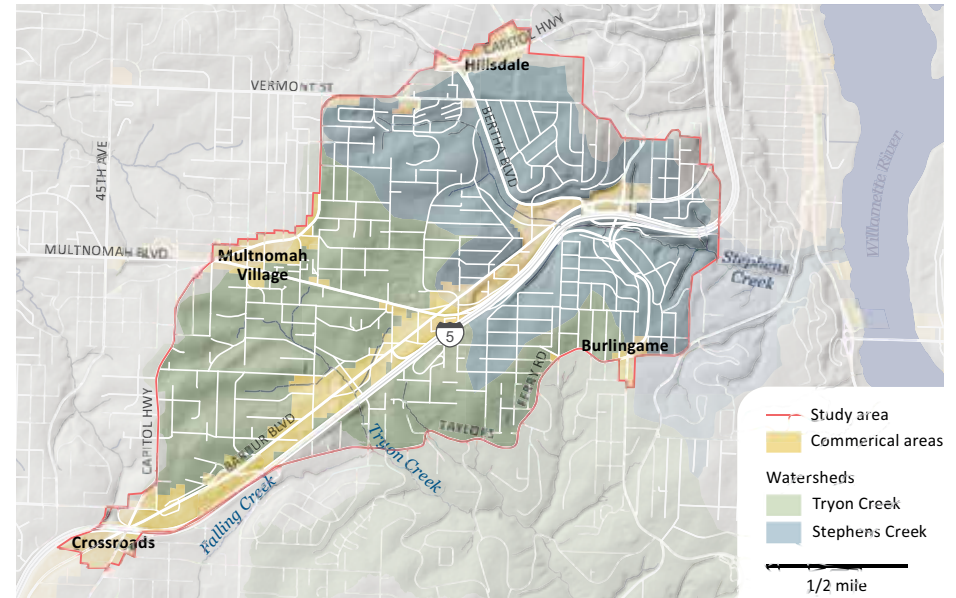 CAPITOL HWY
Hillsdale
VERMONT ST
BERTHA BLVD
45TH AVE
Willamette River
MULTNOMAH BLVD
Multnomah
Village
Stephens
Creek
5
Burlingame
CAPITOL HWY
BARBUR BLVD
TAYLORS FERRY RD
Tryon Creek
Falling Creek
Crossroads
Study area
Commerical areas
Watersheds
Tryon Creek
Stephens Creek
1/2 mile